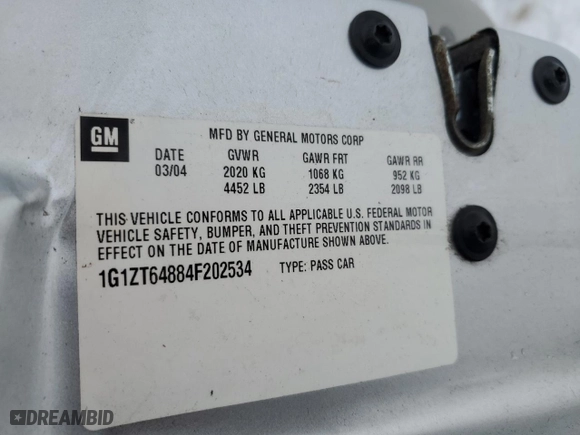 GM
MFD BY GENERAL MOTORS CORP
DATE GVWR GAWR FRT GAWR RR
03/04 2020 KG 1068 KG 952 KG
4452 LB 2354 LB 2098 LB
THIS VEHICLE CONFORMS TO ALL APPLICABLE U.S. FEDERAL MOTOR
VEHICLE SAFETY, BUMPER, AND THEFT PREVENTION STANDARDS IN
EFFECT ON THE DATE OF MANUFACTURE SHOWN ABOVE.
1G1ZT64884F202534 TYPE: PASS CAR
DREAMBID